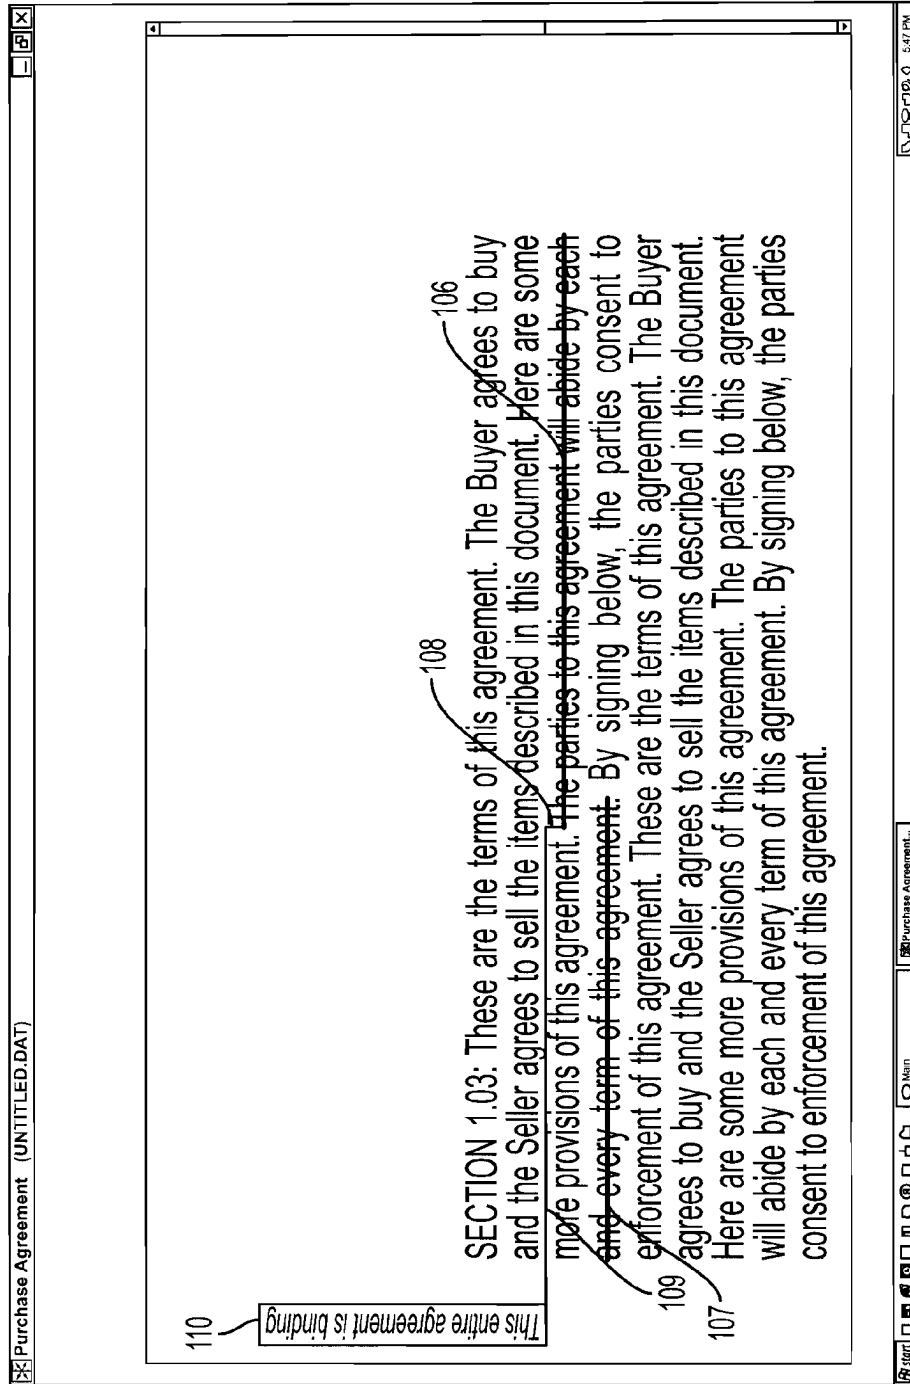 Purchase Agreement (UNTITLED.DAT)
110
This entire agreement is binding
108
106
SECTION 1.03: These are the terms of this agreement. The Buyer agrees to buy
and the Seller agrees to sell the items described in this document. Here are some
more provisions of this agreement. The parties to this agreement will abide by each
and every term of this agreement. By signing below, the parties consent to
enforcement of this agreement. These are the terms of this agreement. The Buyer
agrees to buy and the Seller agrees to sell the items described in this document.
Here are some more provisions of this agreement. The parties to this agreement
will abide by each and every term of this agreement. By signing below, the parties
consent to enforcement of this agreement.
109
107
start
Main
Purchase Agreement...
5:47 PM